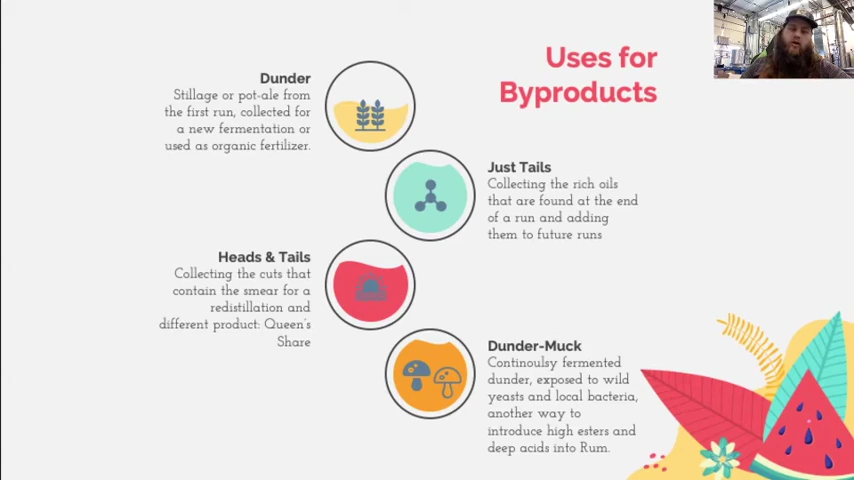 Uses for
Byproducts
Dunder
Stillage or pot-ale from
the first run, collected for
a new fermentation or
used as organic fertilizer.
Just Tails
Collecting the rich oils
that are found at the end
of a run and adding
them to future runs
Heads & Tails
Collecting the cuts that
contain the smear for a
redistillation and
different product: Queen's
Share
Dunder-Muck
Continoulsy fermented
dunder, exposed to wild
yeasts and local bacteria,
another way to
introduce high esters and
deep acids into Rum.